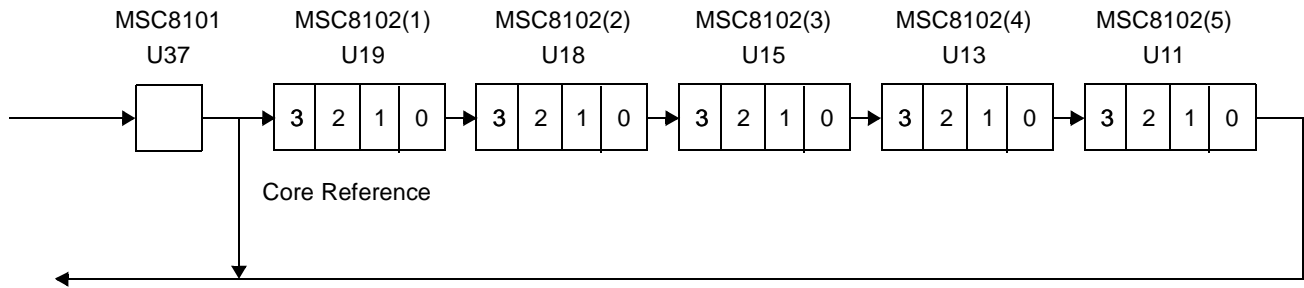 MSC8101 MSC8102(1) MSC8102(2) MSC8102(3) MSC8102(4) MSC8102(5)
U37 U19 U18 U15 U13 U11
3 2 1 0 3 2 1 0 3 2 1 0 3 2 1 0 3 2 1 0
Core Reference